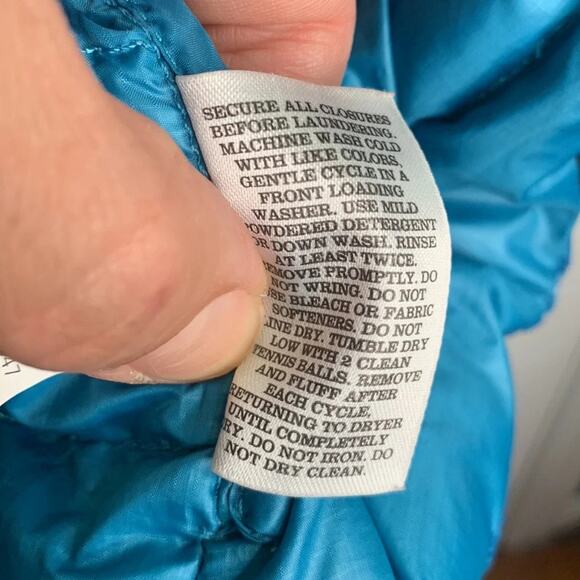 SECURE ALL CLOSURES
BEFORE LAUNDERING.
MACHINE WASH COLD
WITH LIKE COLORS,
GENTLE CYCLE IN A
FRONT LOADING
WASHER. USE MILD
POWDERED DETERGENT
OR DOWN WASH. RINSE
AT LEAST TWICE.
REMOVE PROMPTLY. DO
NOT WRING. DO NOT
USE BLEACH OR FABRIC
SOFTENERS. DO NOT
LINE DRY. TUMBLE DRY
LOW WITH 2 CLEAN
TENNIS BALLS. REMOVE
AND FLUFF AFTER
EACH CYCLE,
RETURNING TO DRYER
UNTIL COMPLETELY
DRY. DO NOT IRON. DO
NOT DRY CLEAN.